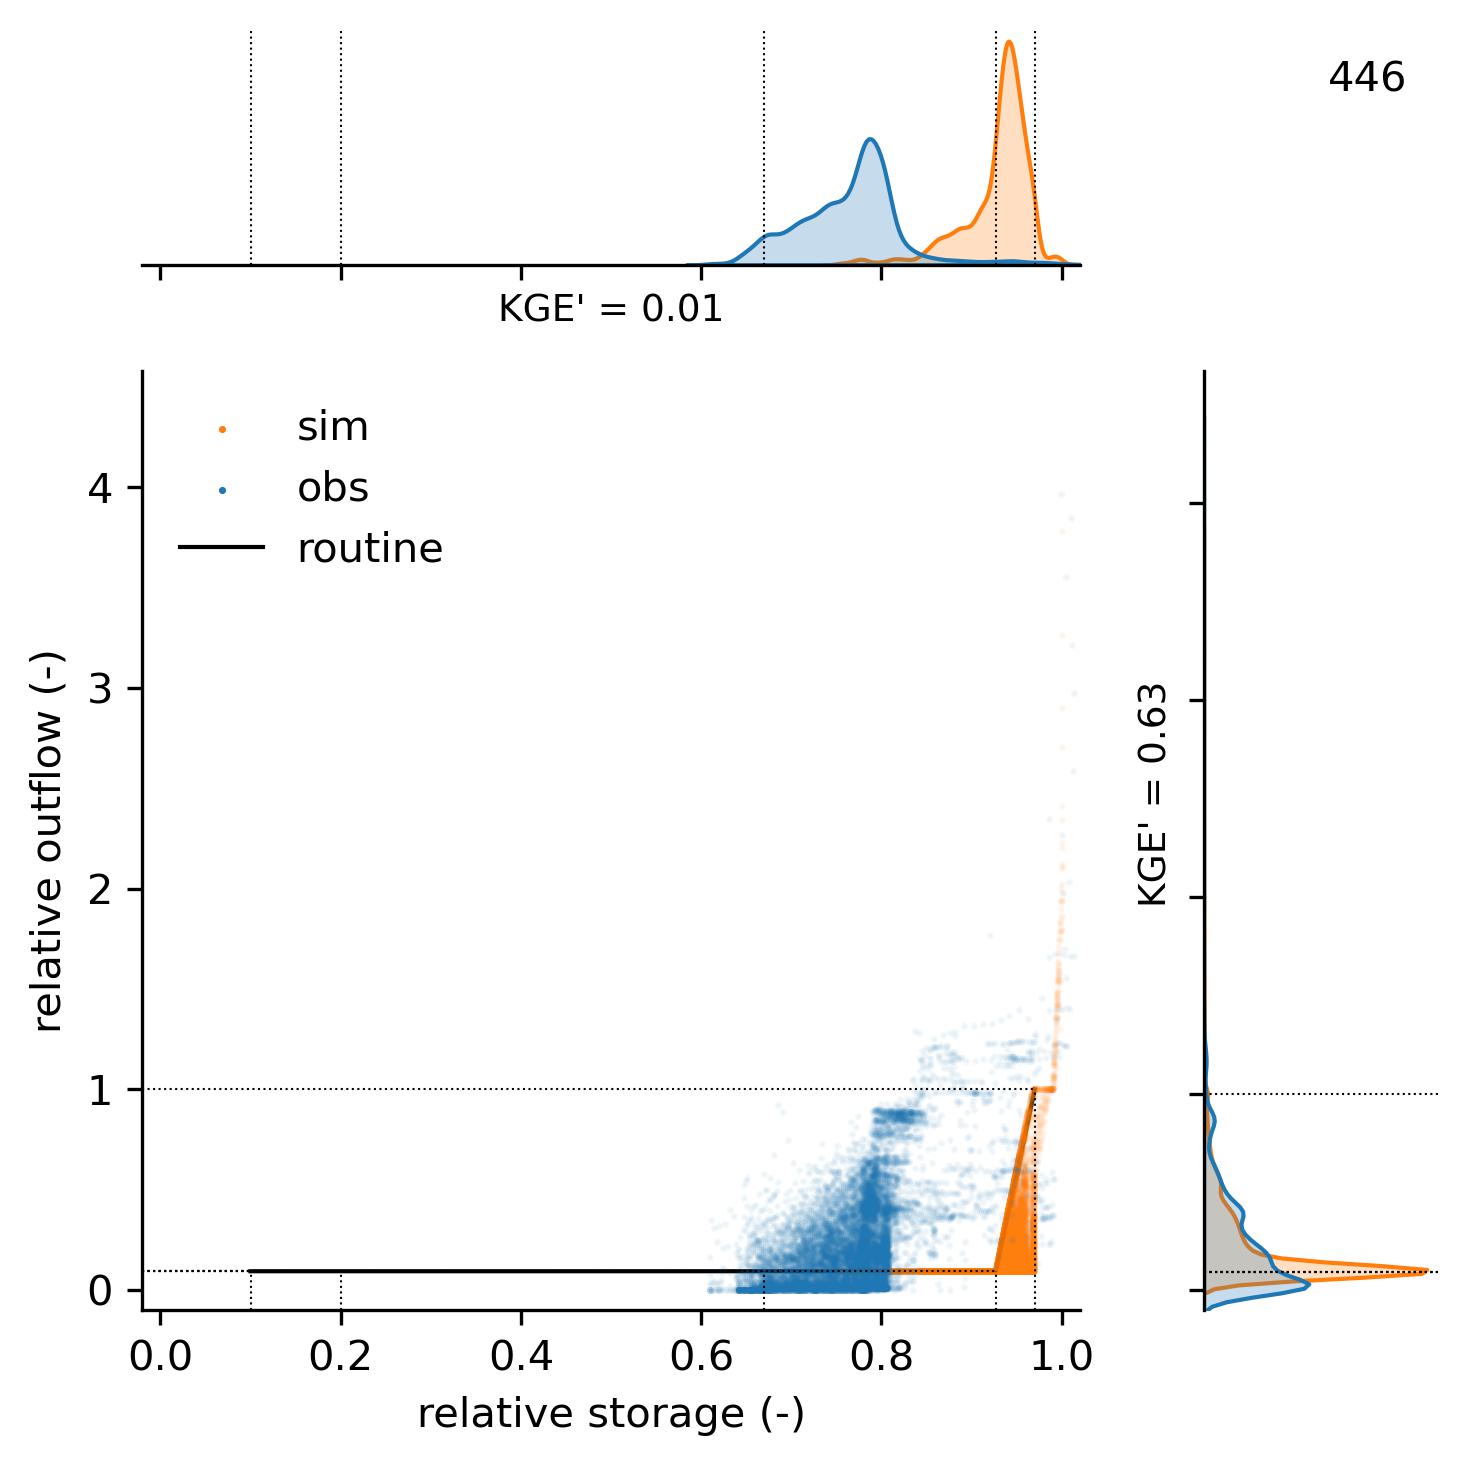 446
KGE' = 0.01
sim
obs
routine
4
3
2
1
0
relative outflow (-)
KGE' = 0.63
0.0 0.2 0.4 0.6 0.8 1.0
relative storage (-)